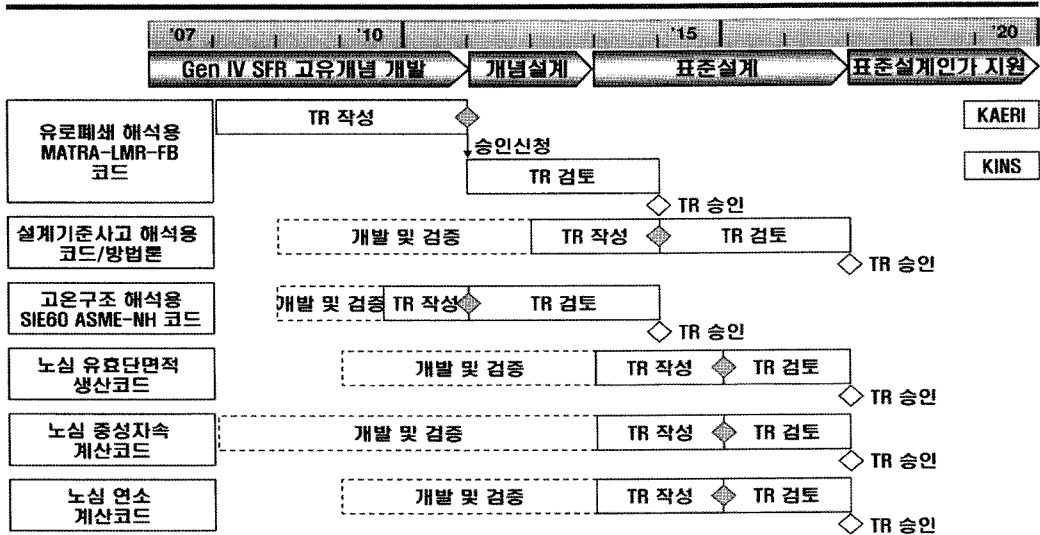 '07 '10 '15 '20
Gen IV SFR 고유개념 개발 개념설계 표준설계 표준설계인가 지원
유로폐쇄 해석용
MATRA-LMR-FB
코드
TR 작성
KAERI
승인신청
TR 검토
KINS
TR 승인
설계기준사고 해석용
코드/방법론
개발 및 검증 TR 작성 TR 검토
TR 승인
고온구조 해석용
SIE60 ASME-NH 코드
개발 및 검증 TR 작성 TR 검토
TR 승인
노심 유효단면적
생산코드
개발 및 검증 TR 작성 TR 검토
TR 승인
노심 중성자속
계산코드
개발 및 검증 TR 작성 TR 검토
TR 승인
노심 연소
계산코드
개발 및 검증 TR 작성 TR 검토
TR 승인